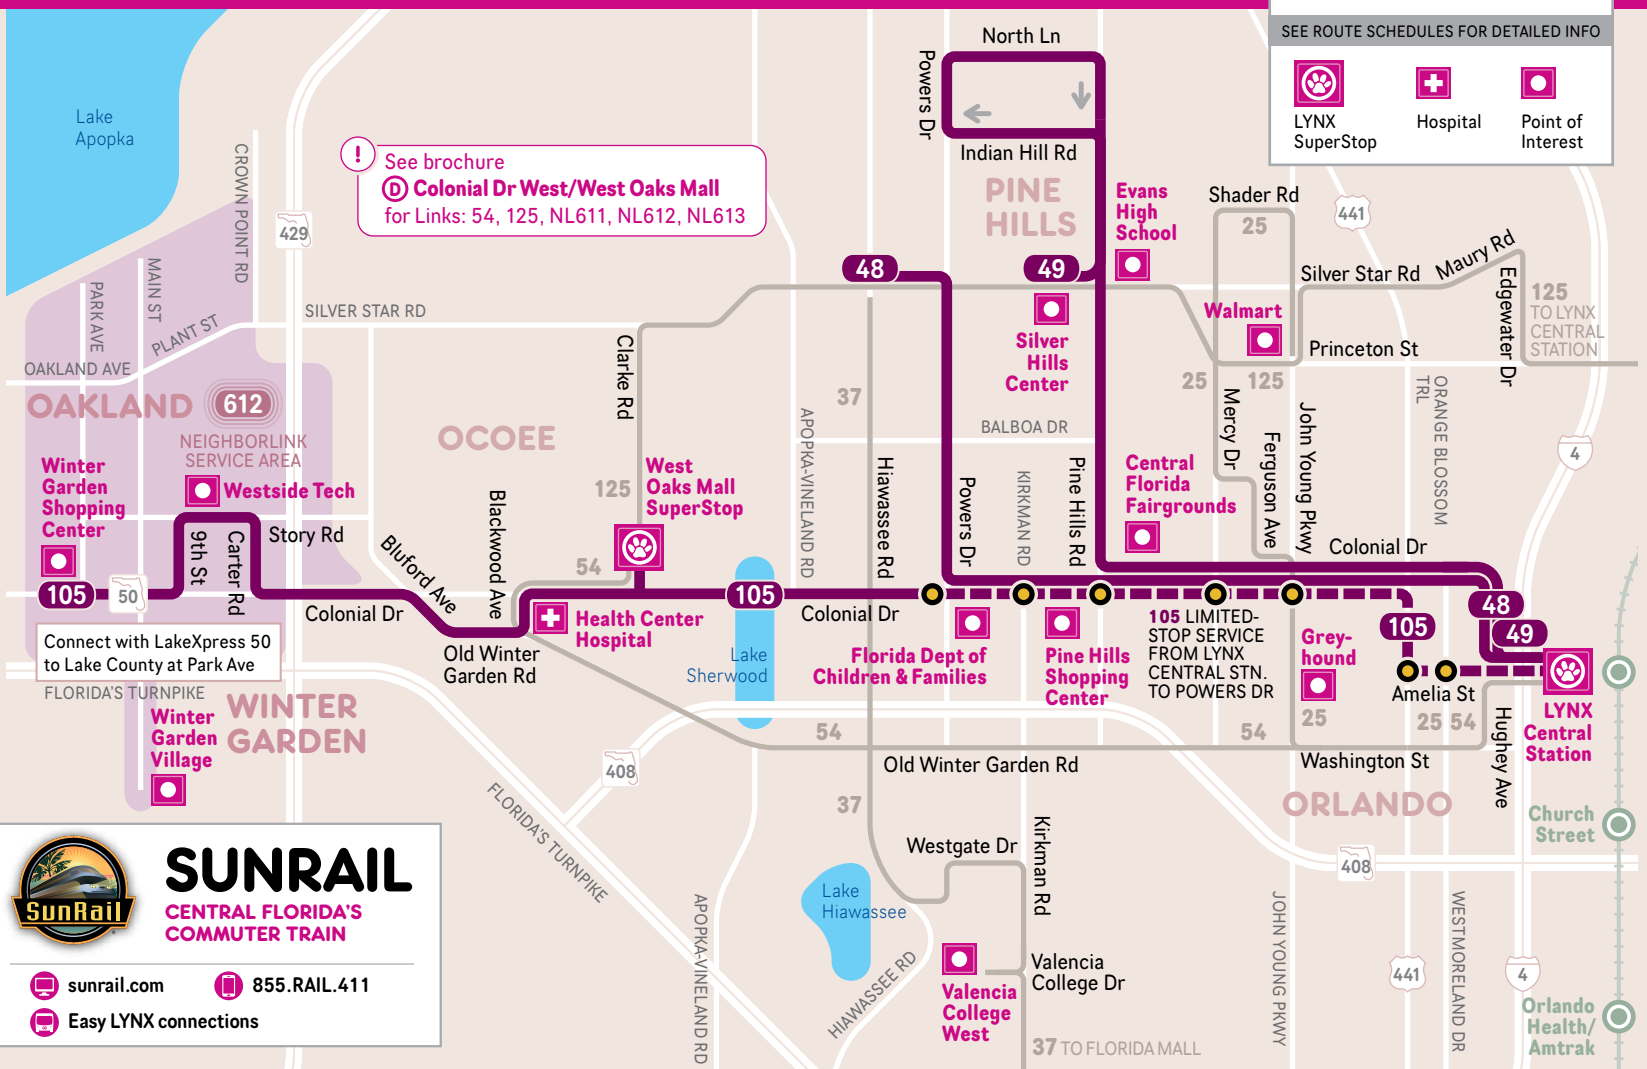 SEE ROUTE SCHEDULES FOR DETAILED INFO
LYNX
SuperStop
Hospital
Point of
Interest
Lake
Apopka
CROWN POINT RD
429
!
See brochure
D Colonial Dr West/West Oaks Mall
for Links: 54, 125, NL611, NL612, NL613
North Ln
Powers Dr
Indian Hill Rd
PINE
HILLS
Evans
High
School
Shader Rd
25
441
48
49
Silver Star Rd
Maury Rd
Edgewater Dr
125
TO LYNX
CENTRAL
STATION
Walmart
Princeton St
25
125
Silver
Hills
Center
PARK AVE
MAIN ST
PLANT ST
SILVER STAR RD
OAKLAND AVE
OAKLAND
612
NEIGHBORLINK
SERVICE AREA
OCOEE
Clarke Rd
37
BALBOA DR
APOPKA-VINELAND RD
Hiawassee Rd
Powers Dr
KIRKMAN RD
Pine Hills Rd
Mercy Dr
Ferguson Ave
John Young Pkwy
ORANGE BLOSSOM
TRL
4
Winter
Garden
Shopping
Center
Westside Tech
West
Oaks Mall
SuperStop
125
Central
Florida
Fairgrounds
9th St
Carter Rd
Story Rd
Bluford Ave
Blackwood Ave
54
Colonial Dr
105
50
Colonial Dr
105
Colonial Dr
Connect with LakeXpress 50
to Lake County at Park Ave
Old Winter
Garden Rd
Health Center
Hospital
Lake
Sherwood
Florida Dept of
Children & Families
Pine Hills
Shopping
Center
105 LIMITED-
STOP SERVICE
FROM LYNX
CENTRAL STN.
TO POWERS DR
Grey-
hound
105
48
49
Amelia St
25
25 54
LYNX
Central
Station
FLORIDA'S TURNPIKE
Winter
Garden
Village
WINTER
GARDEN
54
54
Old Winter Garden Rd
Washington St
Hughey Ave
408
FLORIDA'S TURNPIKE
37
ORLANDO
Church
Street
408
Westgate Dr
Kirkman Rd
Lake
Hiawassee
APOPKA-VINELAND RD
HIAWASSEE RD
Valencia
College
West
Valencia
College Dr
37 TO FLORIDA MALL
JOHN YOUNG PKWY
441
WESTMORELAND DR
4
Orlando
Health/
Amtrak
SunRail
SUNRAIL
CENTRAL FLORIDA'S
COMMUTER TRAIN
sunrail.com
855.RAIL.411
Easy LYNX connections